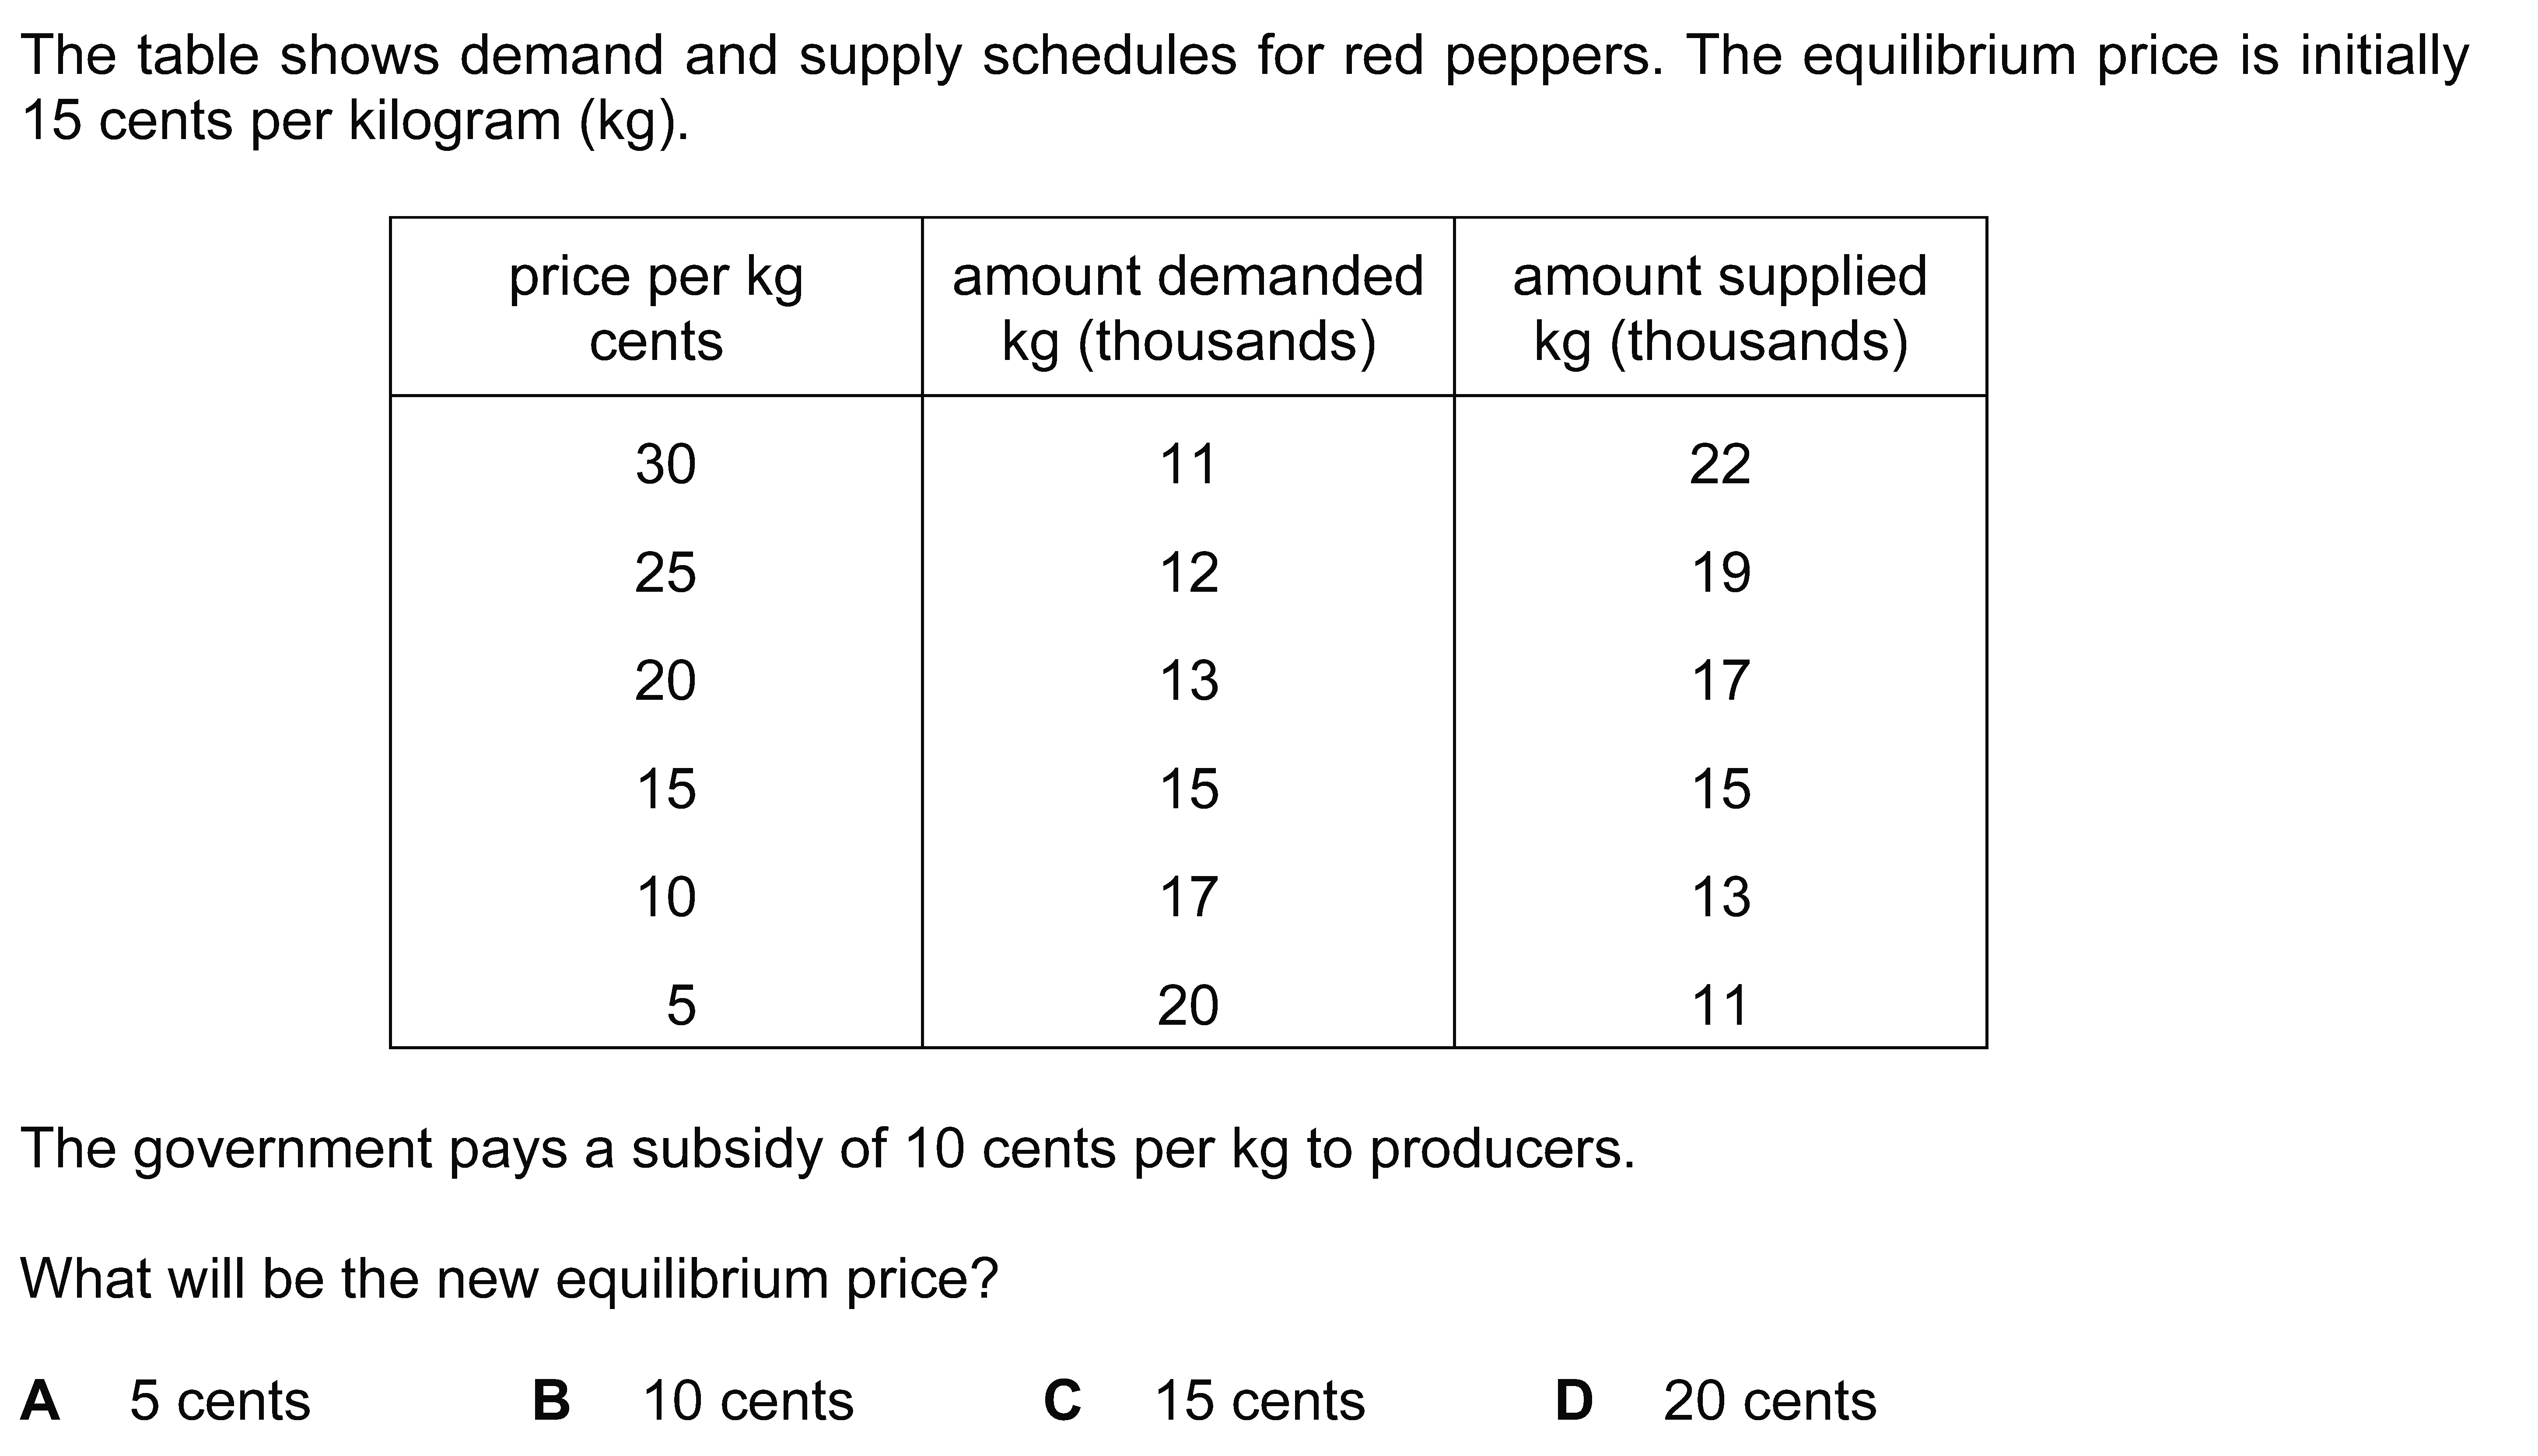 The table shows demand and supply schedules for red peppers. The equilibrium price is initially
15 cents per kilogram (kg).
price per kg cents amount demanded kg (thousands) amount supplied kg (thousands)
30 11 22
25 12 19
20 13 17
15 15 15
10 17 13
5 20 11
The government pays a subsidy of 10 cents per kg to producers.
What will be the new equilibrium price?
A 5 cents B 10 cents C 15 cents D 20 cents